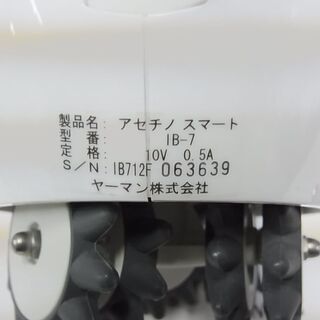 製品名: アセチノ スマート
型　番: IB-7
定　格: 10V 0.5A
S／N: IB712F 063639
ヤーマン株式会社